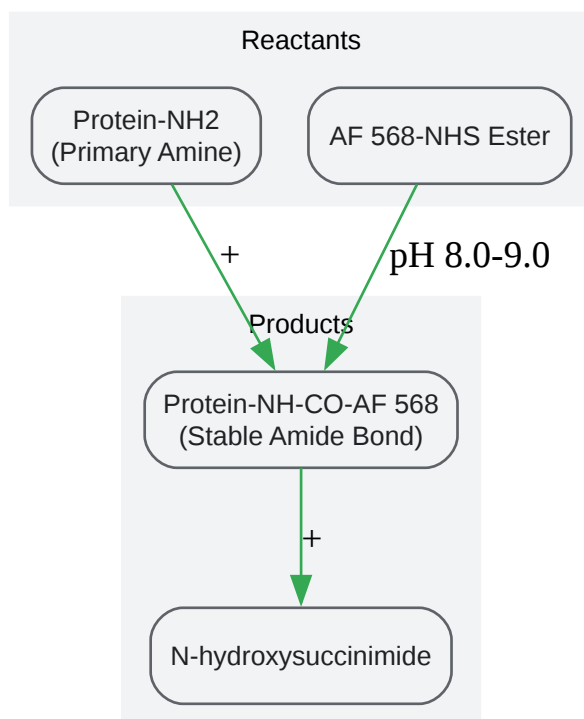 Reactants
Protein-NH2
(Primary Amine)
AF 568-NHS Ester
+
pH 8.0-9.0
Products
Protein-NH-CO-AF 568
(Stable Amide Bond)
+
N-hydroxysuccinimide